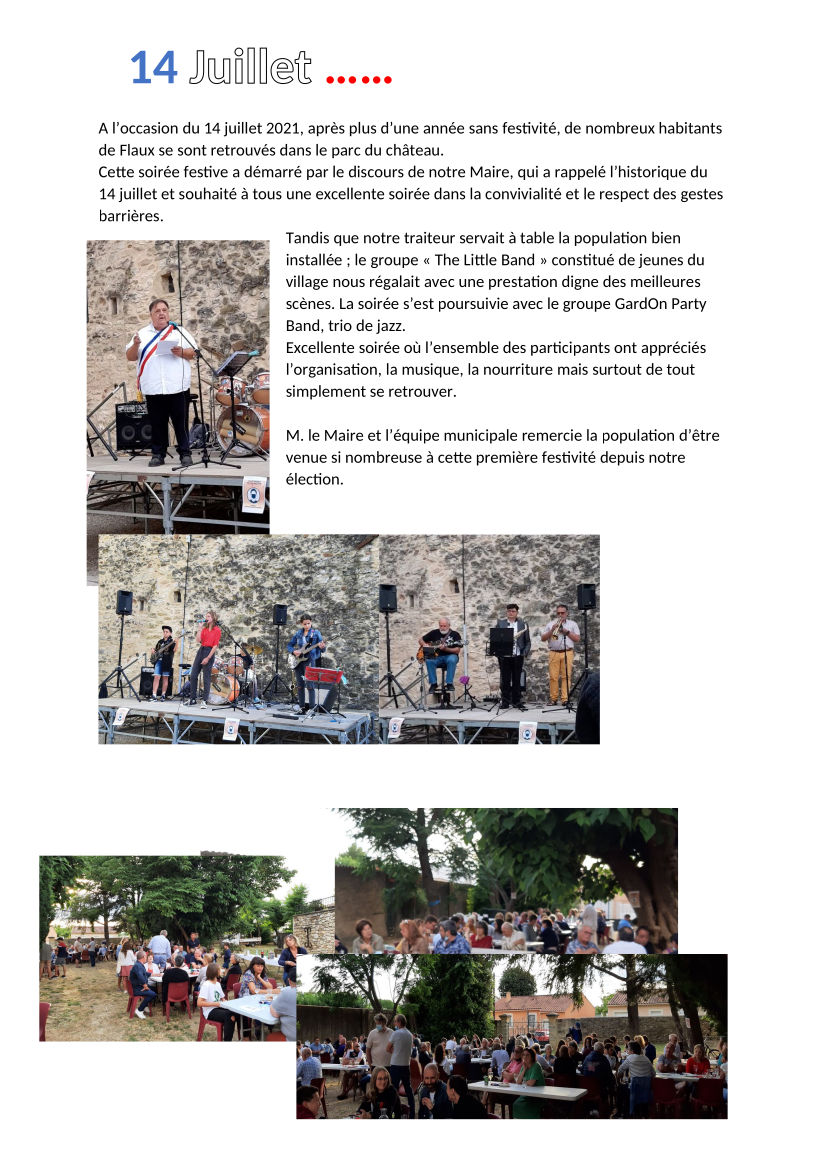 14 Juillet ......
A l’occasion du 14 juillet 2021, après plus d’une année sans festivité, de nombreux habitants
de Flaux se sont retrouvés dans le parc du château.
Cette soirée festive a démarré par le discours de notre Maire, qui a rappelé l’historique du
14 juillet et souhaité à tous une excellente soirée dans la convivialité et le respect des gestes
barrières.
Tandis que notre traiteur servait à table la population bien
installée ; le groupe « The Little Band » constitué de jeunes du
village nous régalait avec une prestation digne des meilleures
scènes. La soirée s’est poursuivie avec le groupe GardOn Party
Band, trio de jazz.
Excellente soirée où l’ensemble des participants ont appréciés
l’organisation, la musique, la nourriture mais surtout de tout
simplement se retrouver.
M. le Maire et l’équipe municipale remercie la population d’être
venue si nombreuse à cette première festivité depuis notre
élection.